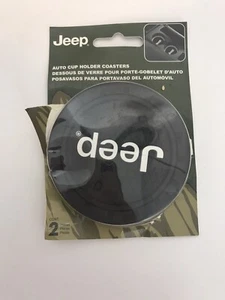 Jeep
AUTO CUP HOLDER COASTERS
DESSOUS DE VERRE POUR PORTE-GOBELET D'AUTO
POSAVASOS PARA PORTAVASO DEL AUTOMÓVIL
Jeep
2